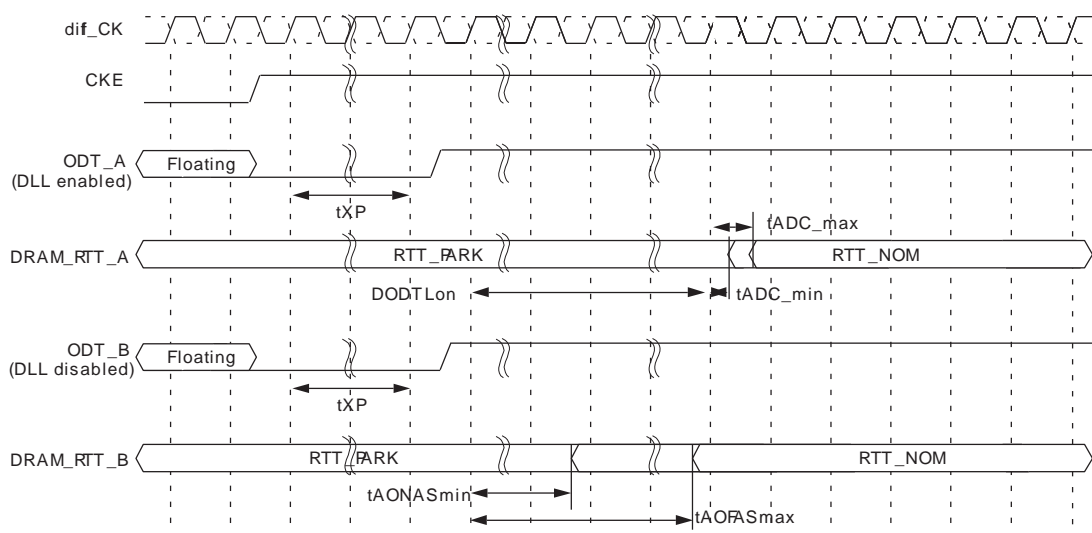 dif_CK
CKE
ODT_A
(DLL enabled)
Floating
tXP
tADC_max
DRAM_RTT_A
RTT_PARK
RTT_NOM
DODTLon
tADC_min
ODT_B
(DLL disabled)
Floating
tXP
DRAM_RTT_B
RTT_PARK
RTT_NOM
tAONASmin
tAOFASmax